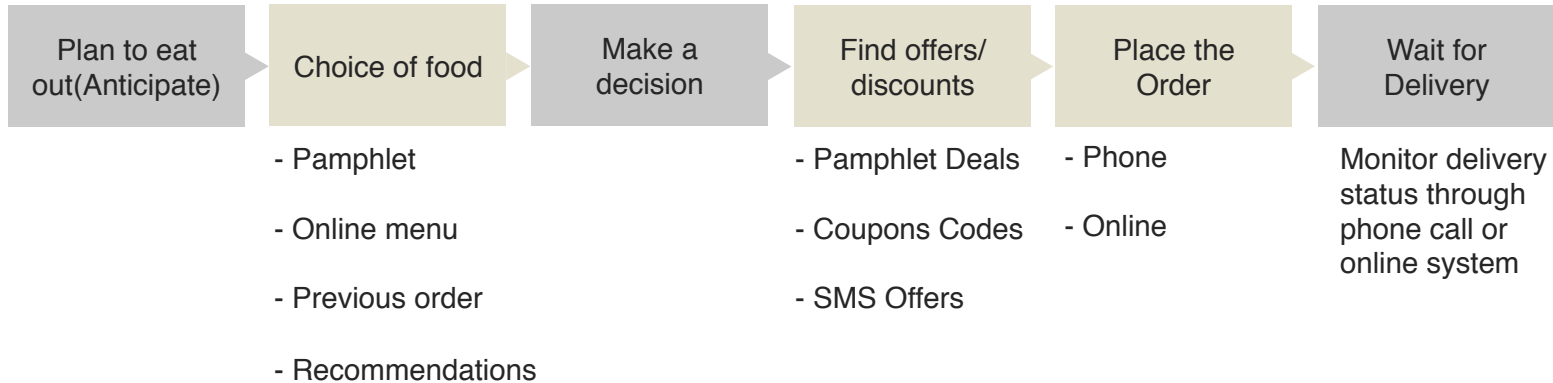 Plan to eat
out(Anticipate)
Choice of food
Make a
decision
Find offers/
discounts
Place the
Order
Wait for
Delivery
- Pamphlet
- Online menu
- Previous order
- Recommendations
- Pamphlet Deals
- Coupons Codes
- SMS Offers
- Phone
- Online
Monitor delivery
status through
phone call or
online system